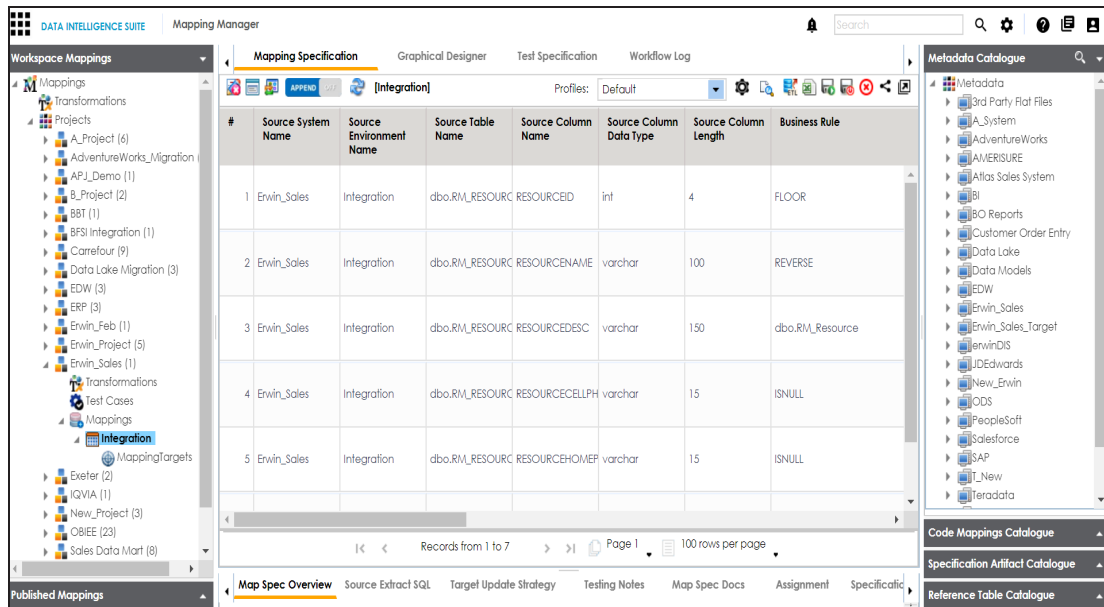 DATA INTELLIGENCE SUITE Mapping Manager Search
Workspace Mappings
Mappings
Transformations
Projects
A_Project (6)
AdventureWorks_Migration (
APJ_Demo (1)
B_Project (2)
BBT (1)
BFSI Integration (1)
Carrefour (9)
Data Lake Migration (3)
EDW (3)
ERP (3)
Erwin_Feb (1)
Erwin_Project (5)
Erwin_Sales (1)
Transformations
Test Cases
Mappings
Integration
MappingTargets
Exeter (2)
IQVIA (1)
New_Project (3)
OBIEE (23)
Sales Data Mart (8)
Published Mappings
Mapping Specification Graphical Designer Test Specification Workflow Log
APPEND OFF [Integration] Profiles: Default
# Source System Name Source Environment Name Source Table Name Source Column Name Source Column Data Type Source Column Length Business Rule
1 Erwin_Sales Integration dbo.RM_RESOURC RESOURCEID int 4 FLOOR
2 Erwin_Sales Integration dbo.RM_RESOURC RESOURCENAME varchar 100 REVERSE
3 Erwin_Sales Integration dbo.RM_RESOURC RESOURCEDESC varchar 150 dbo.RM_Resource
4 Erwin_Sales Integration dbo.RM_RESOURC RESOURCECELLPH varchar 15 ISNULL
5 Erwin_Sales Integration dbo.RM_RESOURC RESOURCEHOMEP varchar 15 ISNULL
Records from 1 to 7 Page 1 100 rows per page
Map Spec Overview Source Extract SQL Target Update Strategy Testing Notes Map Spec Docs Assignment Specificatio
Metadata Catalogue
Metadata
3rd Party Flat Files
A_System
AdventureWorks
AMERISURE
Atlas Sales System
BI
BO Reports
Customer Order Entry
Data Lake
Data Models
EDW
Erwin_Sales
Erwin_Sales_Target
erwinDIS
JDEdwards
New_Erwin
ODS
PeopleSoft
Salesforce
SAP
T_New
Teradata
Code Mappings Catalogue
Specification Artifact Catalogue
Reference Table Catalogue